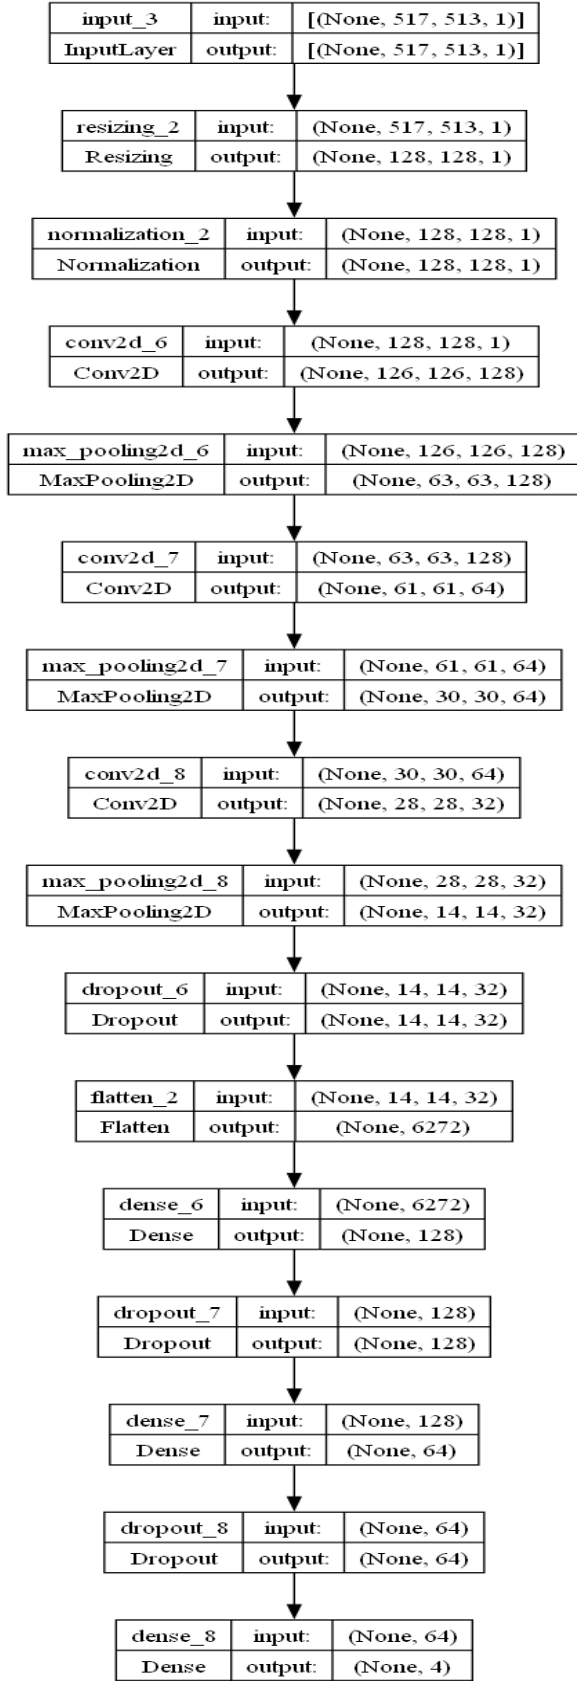 input_3 input: [(None, 517, 513, 1)]
InputLayer output: [(None, 517, 513, 1)]
resizing_2 input: (None, 517, 513, 1)
Resizing output: (None, 128, 128, 1)
normalization_2 input: (None, 128, 128, 1)
Normalization output: (None, 128, 128, 1)
conv2d_6 input: (None, 128, 128, 1)
Conv2D output: (None, 126, 126, 128)
max_pooling2d_6 input: (None, 126, 126, 128)
MaxPooling2D output: (None, 63, 63, 128)
conv2d_7 input: (None, 63, 63, 128)
Conv2D output: (None, 61, 61, 64)
max_pooling2d_7 input: (None, 61, 61, 64)
MaxPooling2D output: (None, 30, 30, 64)
conv2d_8 input: (None, 30, 30, 64)
Conv2D output: (None, 28, 28, 32)
max_pooling2d_8 input: (None, 28, 28, 32)
MaxPooling2D output: (None, 14, 14, 32)
dropout_6 input: (None, 14, 14, 32)
Dropout output: (None, 14, 14, 32)
flatten_2 input: (None, 14, 14, 32)
Flatten output: (None, 6272)
dense_6 input: (None, 6272)
Dense output: (None, 128)
dropout_7 input: (None, 128)
Dropout output: (None, 128)
dense_7 input: (None, 128)
Dense output: (None, 64)
dropout_8 input: (None, 64)
Dropout output: (None, 64)
dense_8 input: (None, 64)
Dense output: (None, 4)